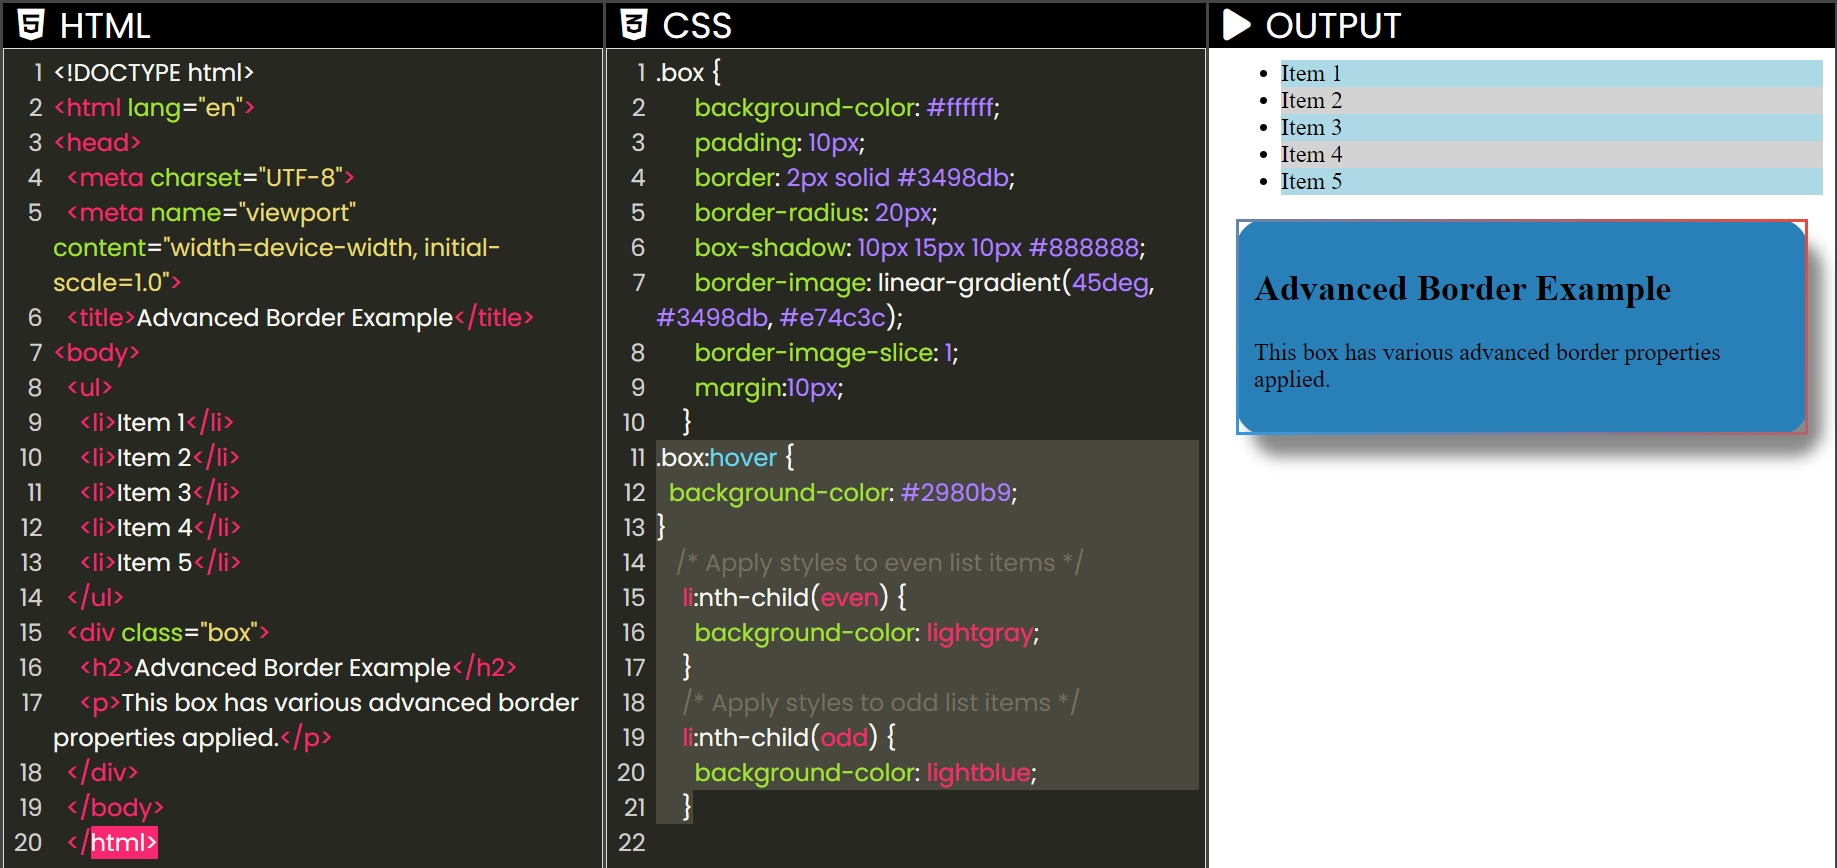 HTML
1 <!DOCTYPE html>
2 <html lang="en">
3 <head>
4 <meta charset="UTF-8">
5 <meta name="viewport"
content="width=device-width, initial-
scale=1.0">
6 <title>Advanced Border Example</title>
7 <body>
8 <ul>
9 <li>Item 1</li>
10 <li>Item 2</li>
11 <li>Item 3</li>
12 <li>Item 4</li>
13 <li>Item 5</li>
14 </ul>
15 <div class="box">
16 <h2>Advanced Border Example</h2>
17 <p>This box has various advanced border
properties applied.</p>
18 </div>
19 </body>
20 </html>
CSS
1 .box {
2 background-color: #ffffff;
3 padding: 10px;
4 border: 2px solid #3498db;
5 border-radius: 20px;
6 box-shadow: 10px 15px 10px #888888;
7 border-image: linear-gradient(45deg,
#3498db, #e74c3c);
8 border-image-slice: 1;
9 margin:10px;
10 }
11 .box:hover {
12 background-color: #2980b9;
13 }
14 /* Apply styles to even list items */
15 li:nth-child(even) {
16 background-color: lightgray;
17 }
18 /* Apply styles to odd list items */
19 li:nth-child(odd) {
20 background-color: lightblue;
21 }
22
OUTPUT
• Item 1
• Item 2
• Item 3
• Item 4
• Item 5
Advanced Border Example
This box has various advanced border properties
applied.